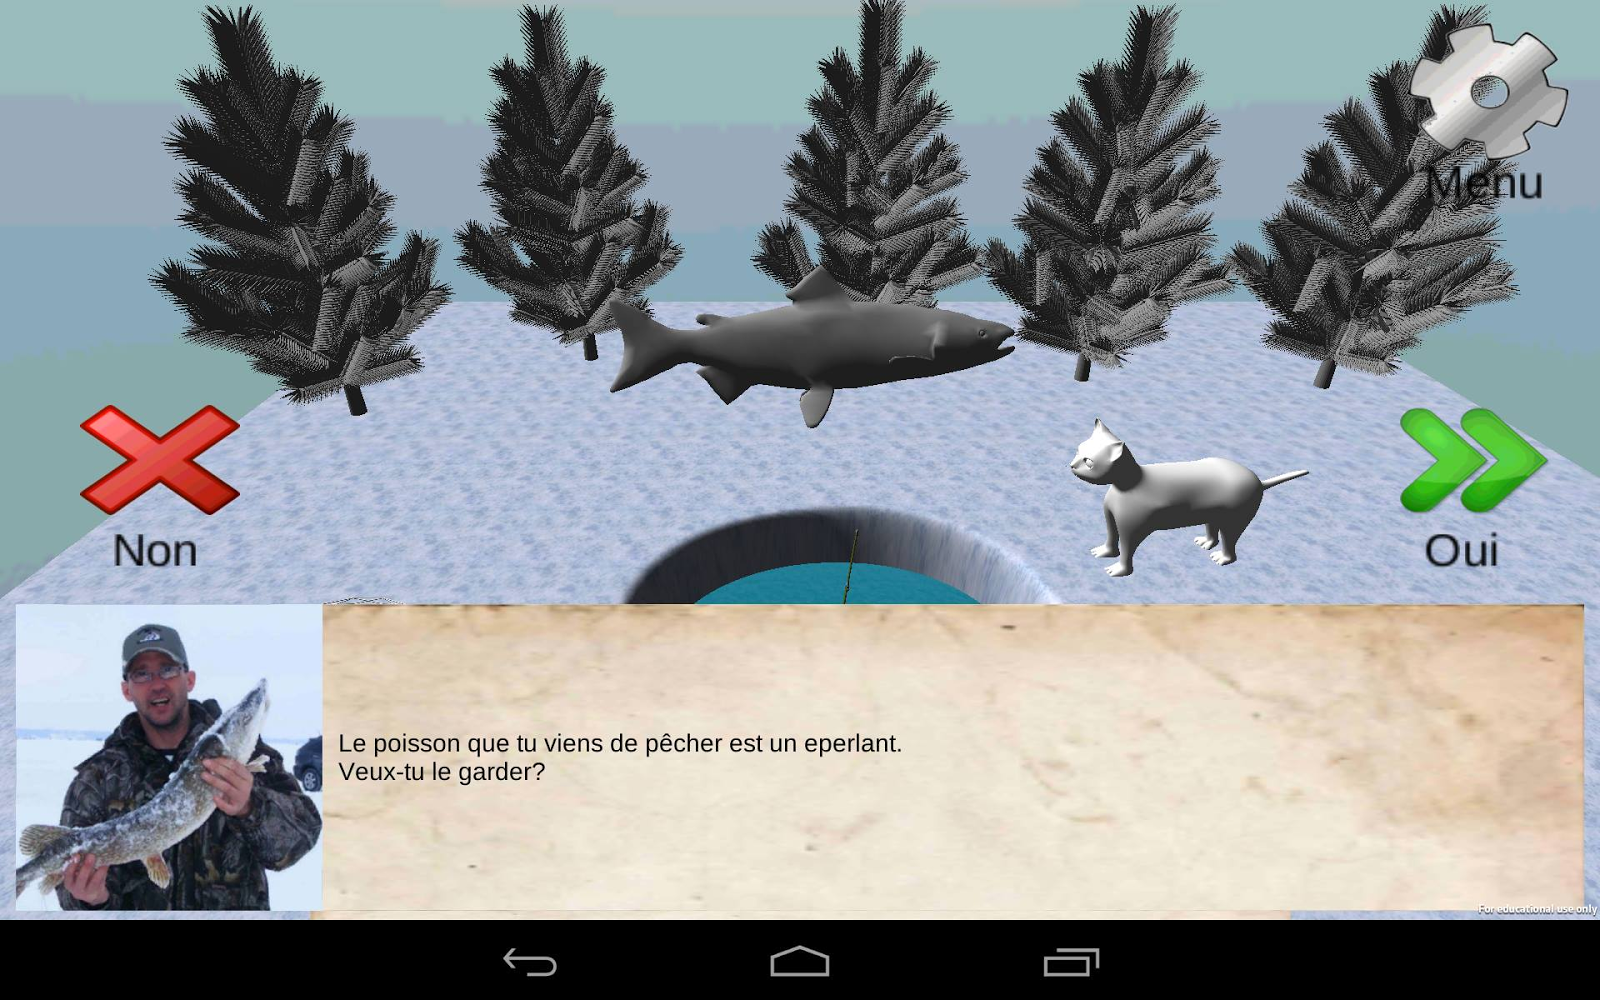 Menu
Non
Oui
Le poisson que tu viens de pêcher est un eperlant.
Veux-tu le garder?
For educational use only